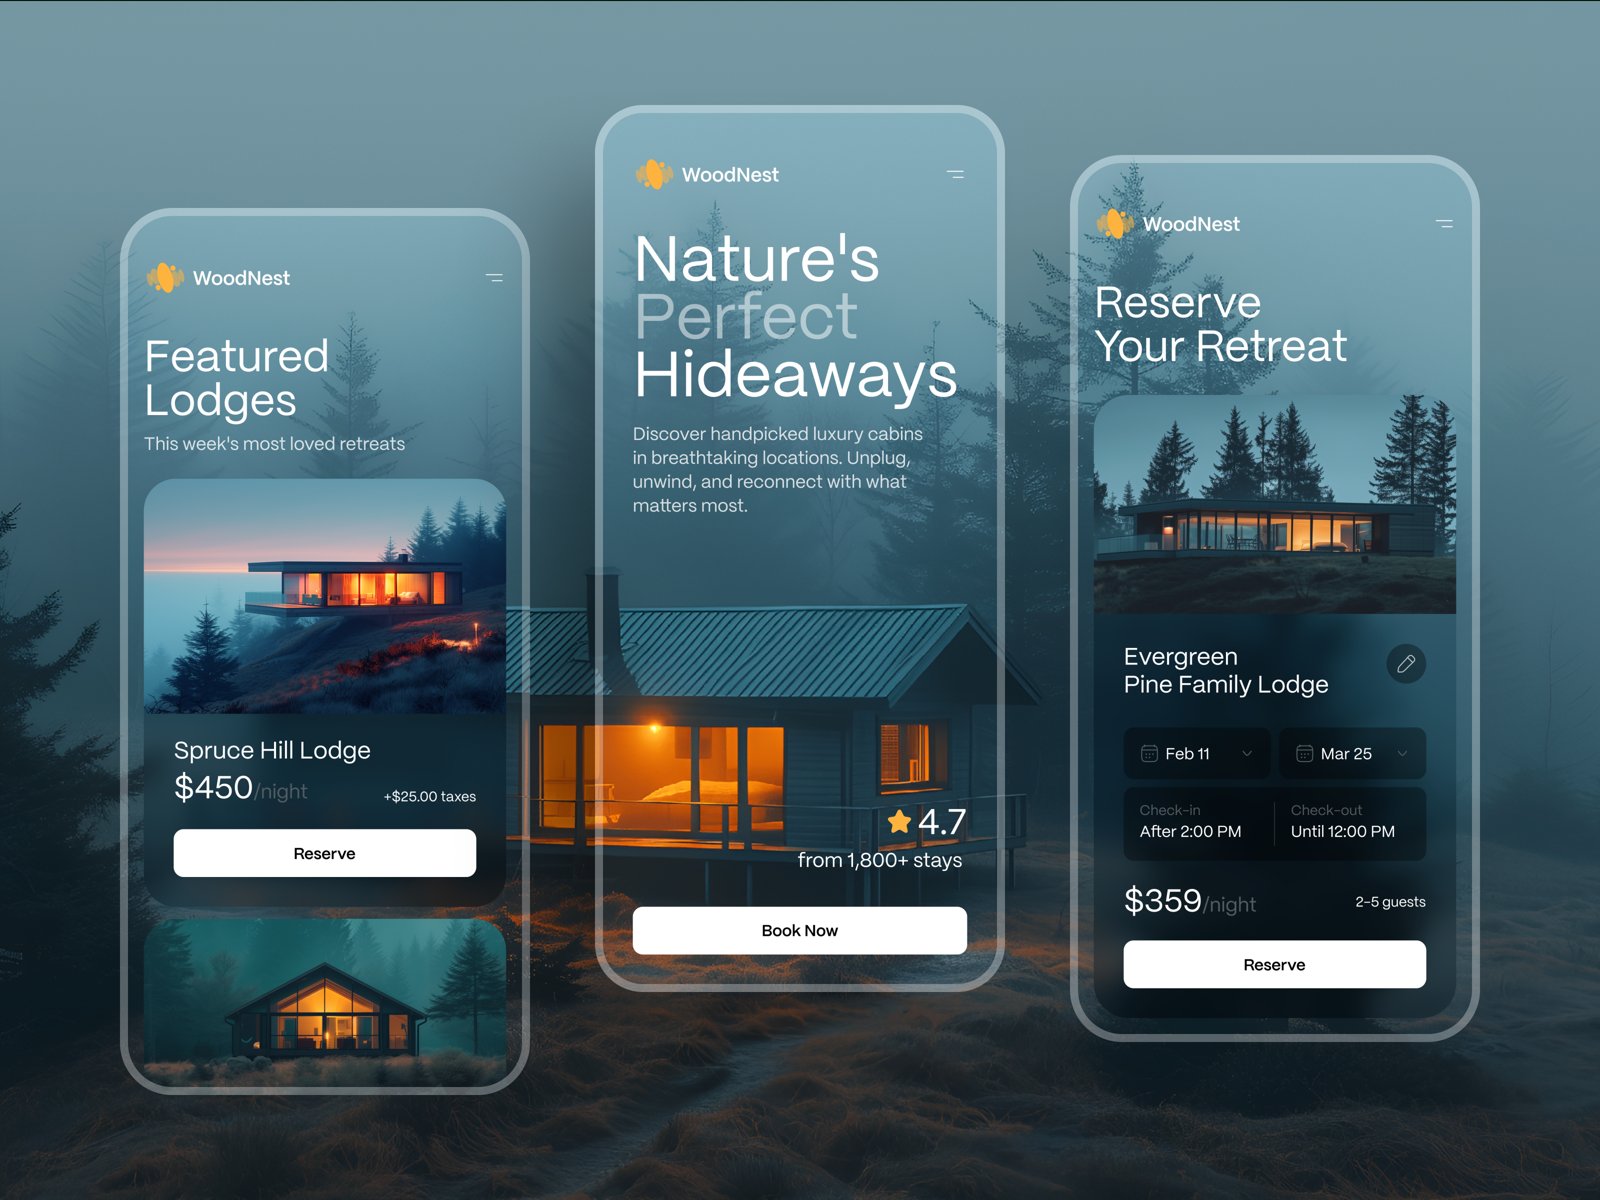 WoodNest
Featured
Lodges
This week's most loved retreats
Spruce Hill Lodge
$450/night
+$25.00 taxes
Reserve
WoodNest
Nature's
Perfect
Hideaways
Discover handpicked luxury cabins
in breathtaking locations. Unplug,
unwind, and reconnect with what
matters most.
4.7
from 1,800+ stays
Book Now
WoodNest
Reserve
Your Retreat
Evergreen
Pine Family Lodge
Feb 11
Mar 25
Check-in
After 2:00 PM
Check-out
Until 12:00 PM
$359/night
2-5 guests
Reserve